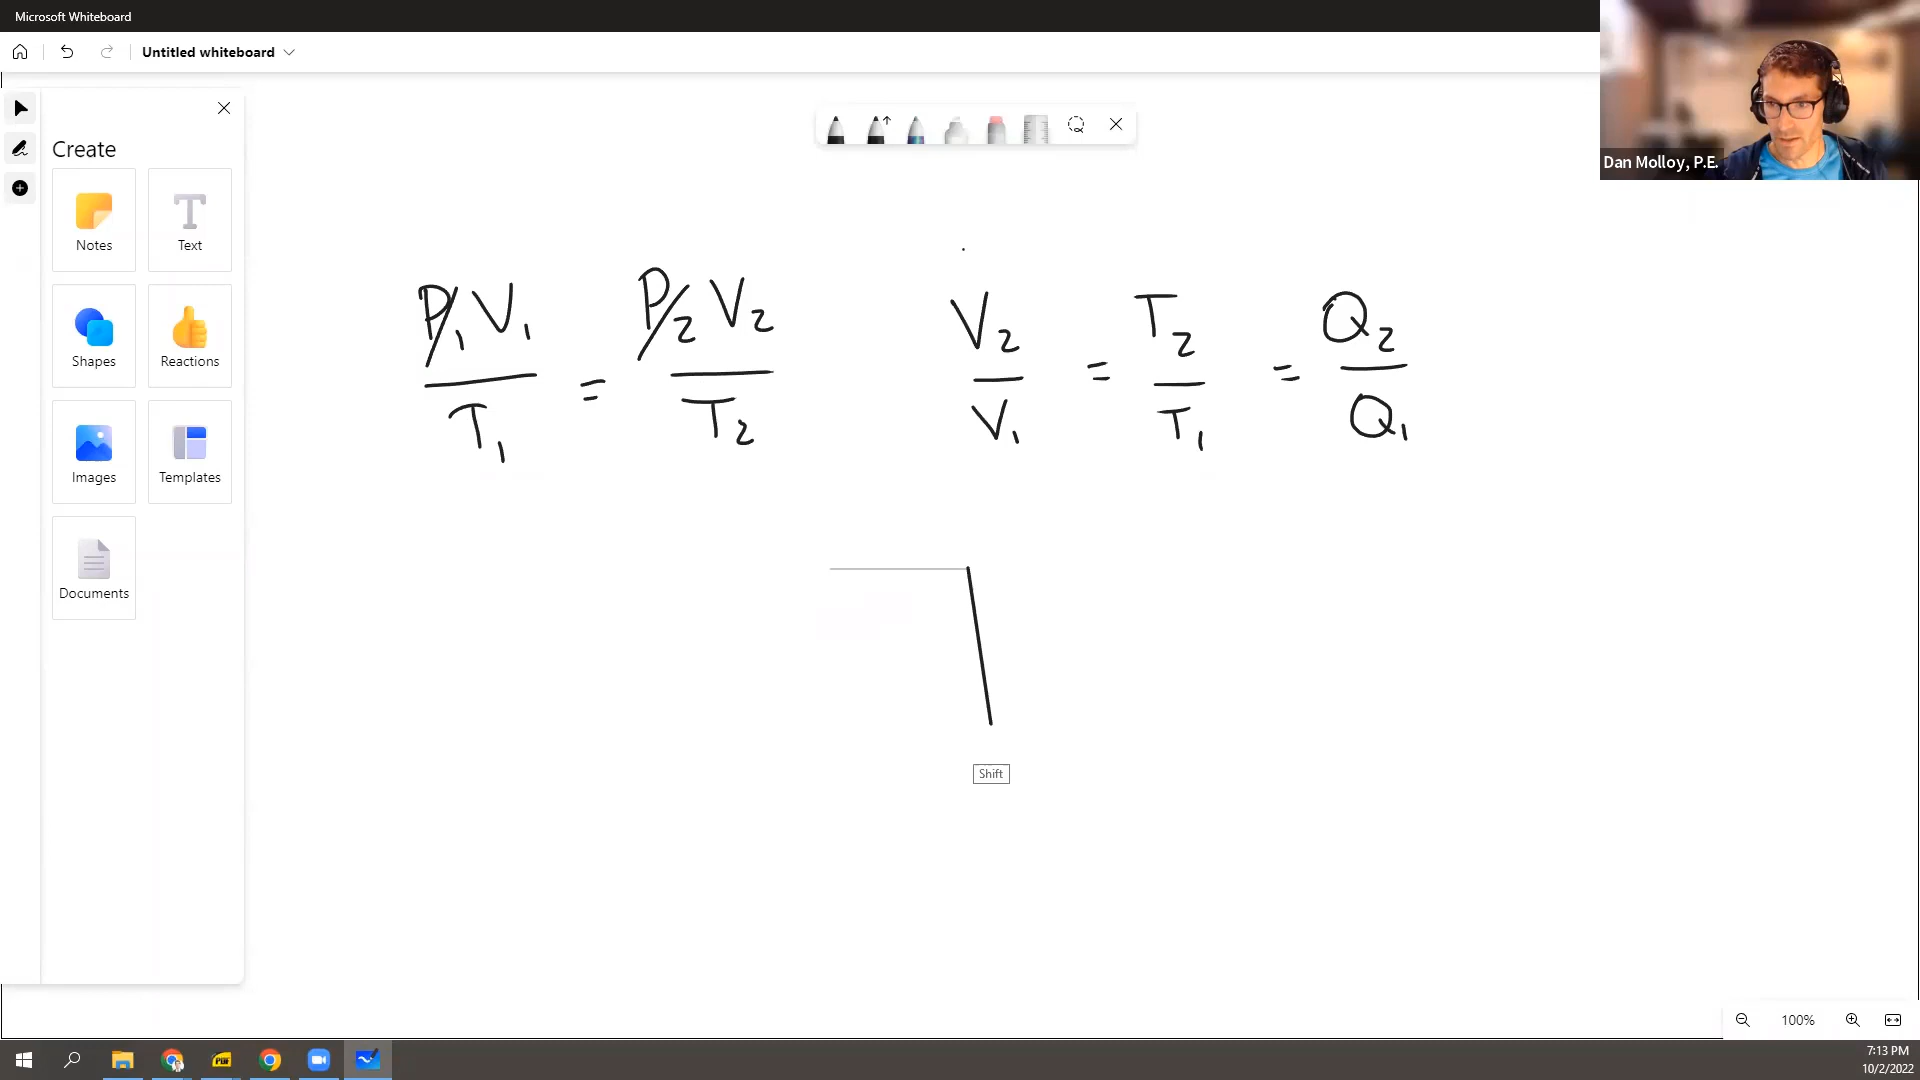 Microsoft Whiteboard
Untitled whiteboard
Dan Molloy, P.E.
Create
Notes
Text
Shapes
Reactions
Images
Templates
Documents
P₁V₁/T₁ = P₂V₂/T₂
V₂/V₁ = T₂/T₁ = Q₂/Q₁
Shift
100%
PDF
7:13 PM
10/2/2022